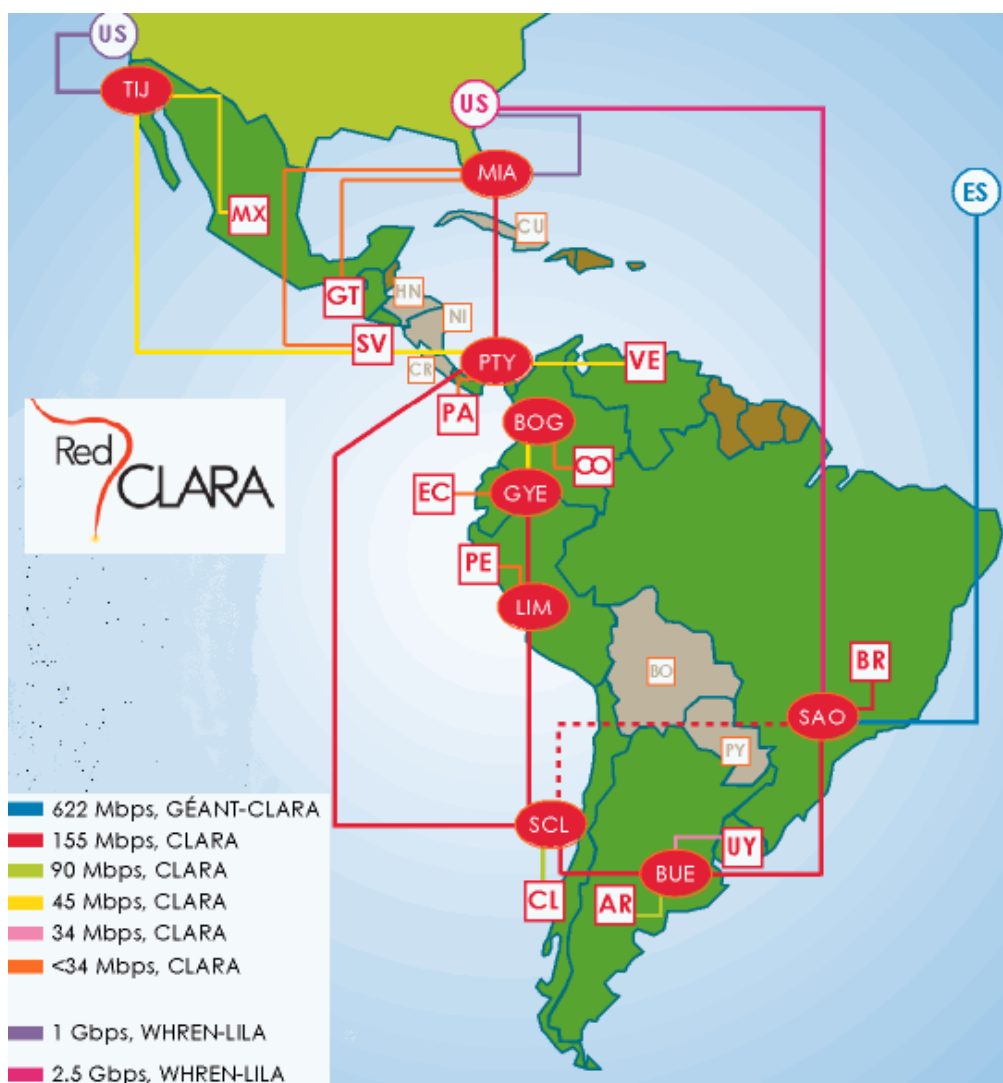 US
TIJ
US
MIA
ES
MX
CU
GT
HN
NI
SV
CR
PTY
VE
PA
BOG
CO
Red
CLARA
EC
GYE
PE
LIM
BO
BR
SAO
PY
SCL
UY
BUE
CL
AR
622 Mbps, GÉANT-CLARA
155 Mbps, CLARA
90 Mbps, CLARA
45 Mbps, CLARA
34 Mbps, CLARA
<34 Mbps, CLARA
1 Gbps, WHREN-LILA
2.5 Gbps, WHREN-LILA